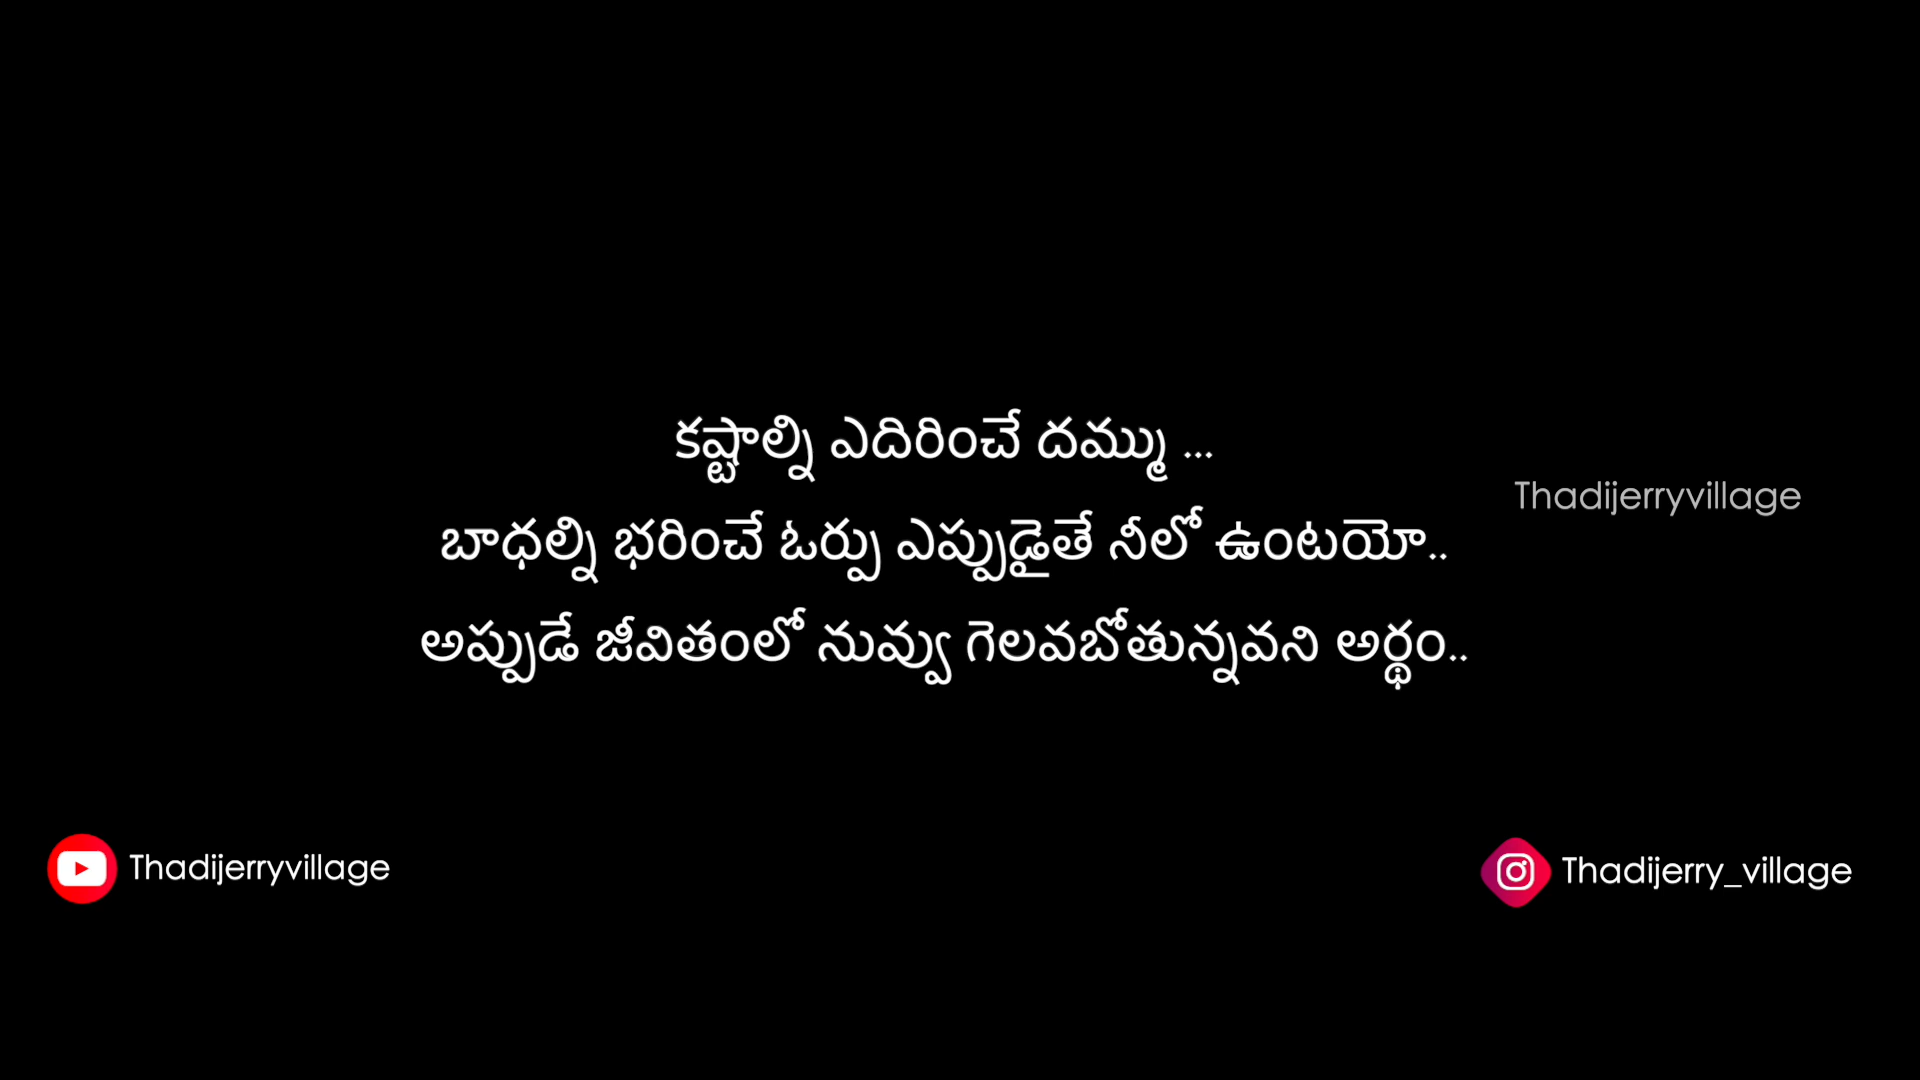 కష్టాల్ని ఎదిరించే దమ్ము ...
Thadijerryvillage
బాధల్ని భరించే ఓర్పు ఎప్పుడైతే నీలో ఉంటయో..
అప్పుడే జీవితంలో నువ్వు గెలవబోతున్నవని అర్థం..
Thadijerryvillage
Thadijerry_village